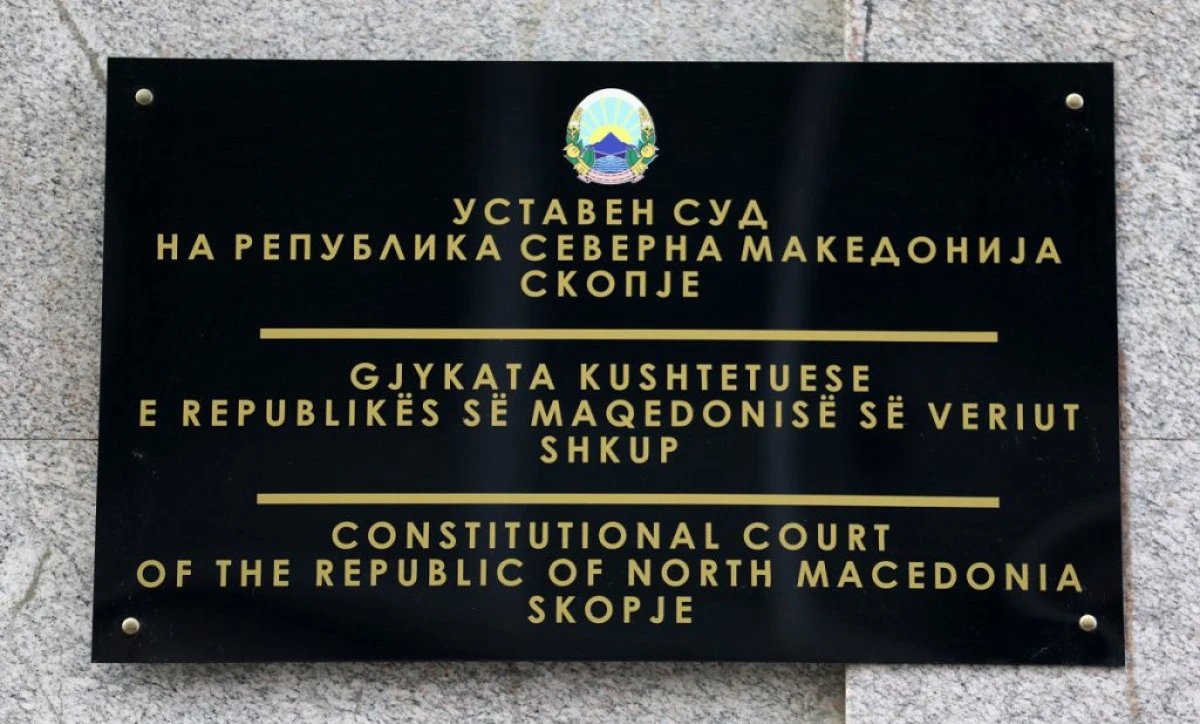 УСТАВЕН СУД
НА РЕПУБЛИКА СЕВЕРНА МАКЕДОНИЈА
СКОПЈЕ
GJYKATA KUSHTETUESE
E REPUBLIKËS SË MAQEDONISË SË VERIUT
SHKUP
CONSTITUTIONAL COURT
OF THE REPUBLIC OF NORTH MACEDONIA
SKOPJE